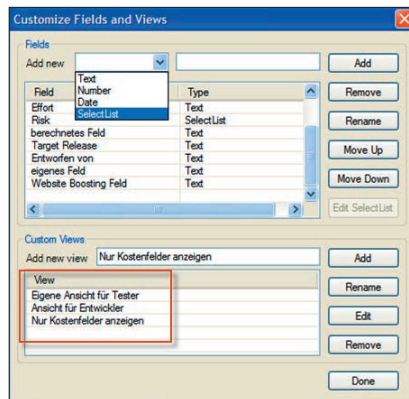 Customize Fields and Views
Fields
Add new
Add
Text
Number
Date
SelectList
Field Type
Effort Text
Risk SelectList
berechnetes Feld Text
Target Release Text
Entworfen von Text
eigenes Feld Text
Website Boosting Feld Text
Remove
Rename
Move Up
Move Down
Edit SelectList
Custom Views
Add new view Nur Kostenfelder anzeigen Add
View
Eigene Ansicht für Tester
Ansicht für Entwickler
Nur Kostenfelder anzeigen
Rename
Edit
Remove
Done